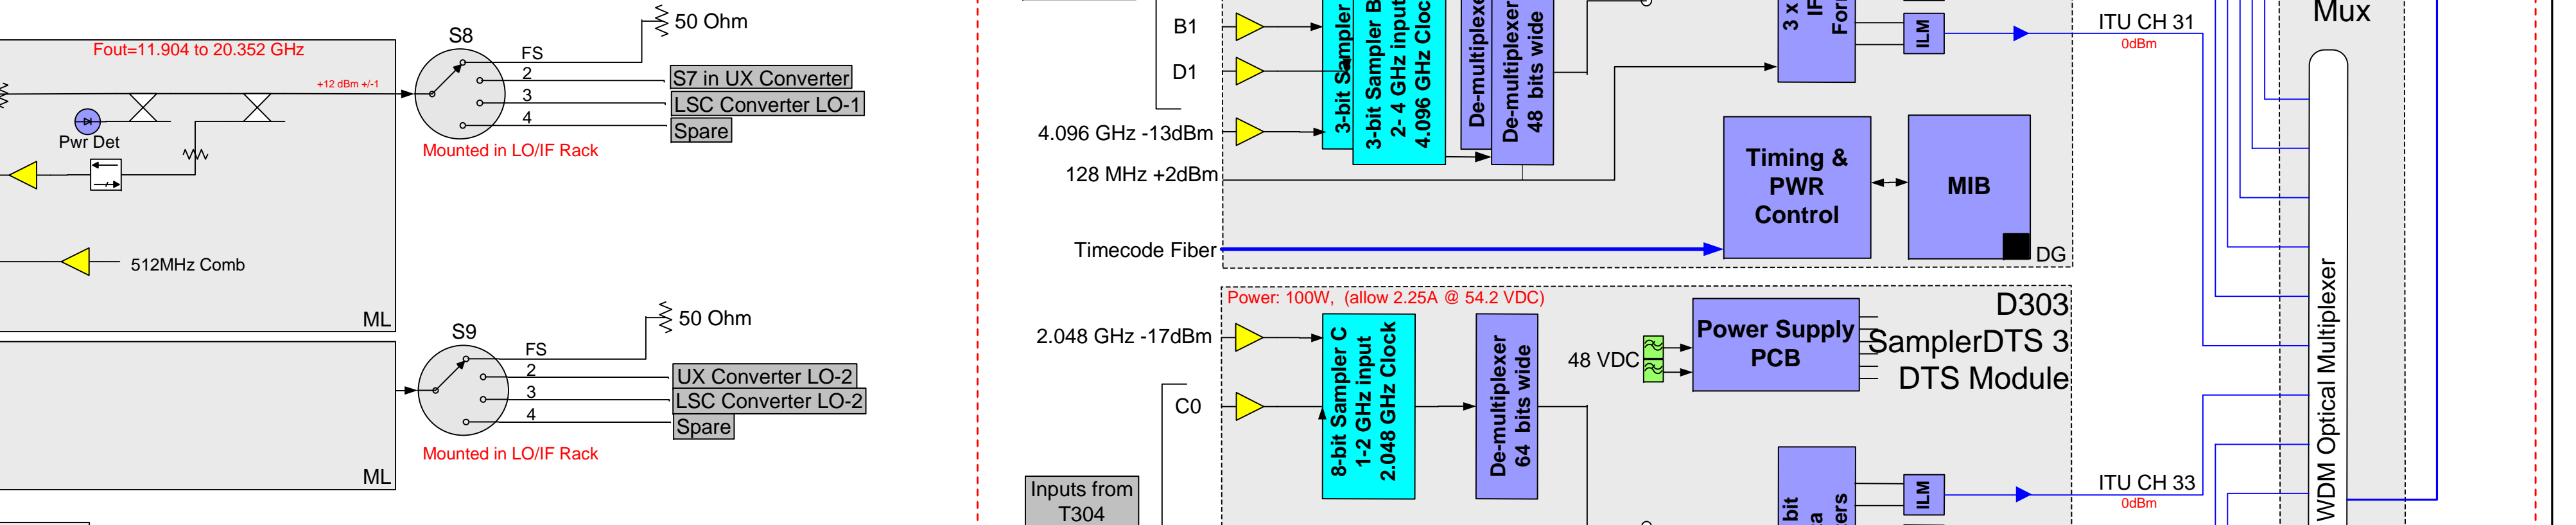 Fout=11.904 to 20.352 GHz
+12 dBm +/-1
Pwr Det
512MHz Comb
ML
ML
S8
FS
2
3
4
50 Ohm
S7 in UX Converter
LSC Converter LO-1
Spare
Mounted in LO/IF Rack
S9
FS
2
3
4
50 Ohm
UX Converter LO-2
LSC Converter LO-2
Spare
Mounted in LO/IF Rack
B1
D1
4.096 GHz -13dBm
128 MHz +2dBm
Timecode Fiber
3-bit Sampler
3-bit Sampler B
2- 4 GHz input
4.096 GHz Clock
De-multiplexer
De-multiplexer
48 bits wide
3 x
IF
ILM
ITU CH 31
0dBm
Timing &
PWR
Control
MIB
DG
Power: 100W, (allow 2.25A @ 54.2 VDC)
2.048 GHz -17dBm
C0
Inputs from
T304
8-bit Sampler C
1-2 GHz input
2.048 GHz Clock
De-multiplexer
64 bits wide
48 VDC
Power Supply
PCB
D303
SamplerDTS 3
DTS Module
bit
ILM
ITU CH 33
0dBm
Mux
WDM Optical Multiplexer